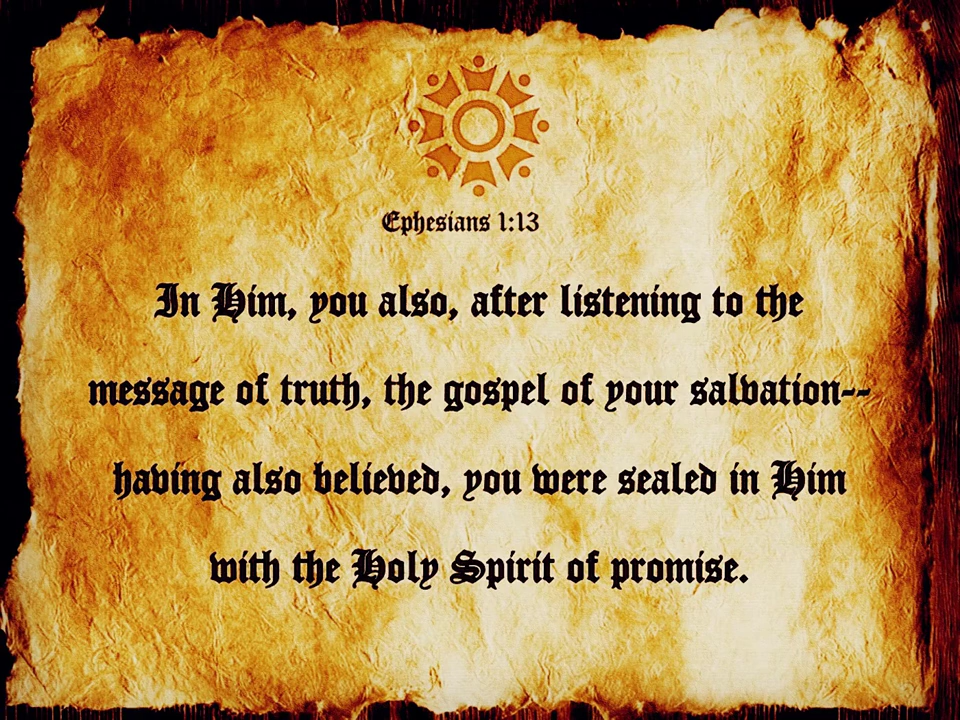 Ephesians 1:13
In Him, you also, after listening to the
message of truth, the gospel of your salvation--
having also believed, you were sealed in Him
with the Holy Spirit of promise.